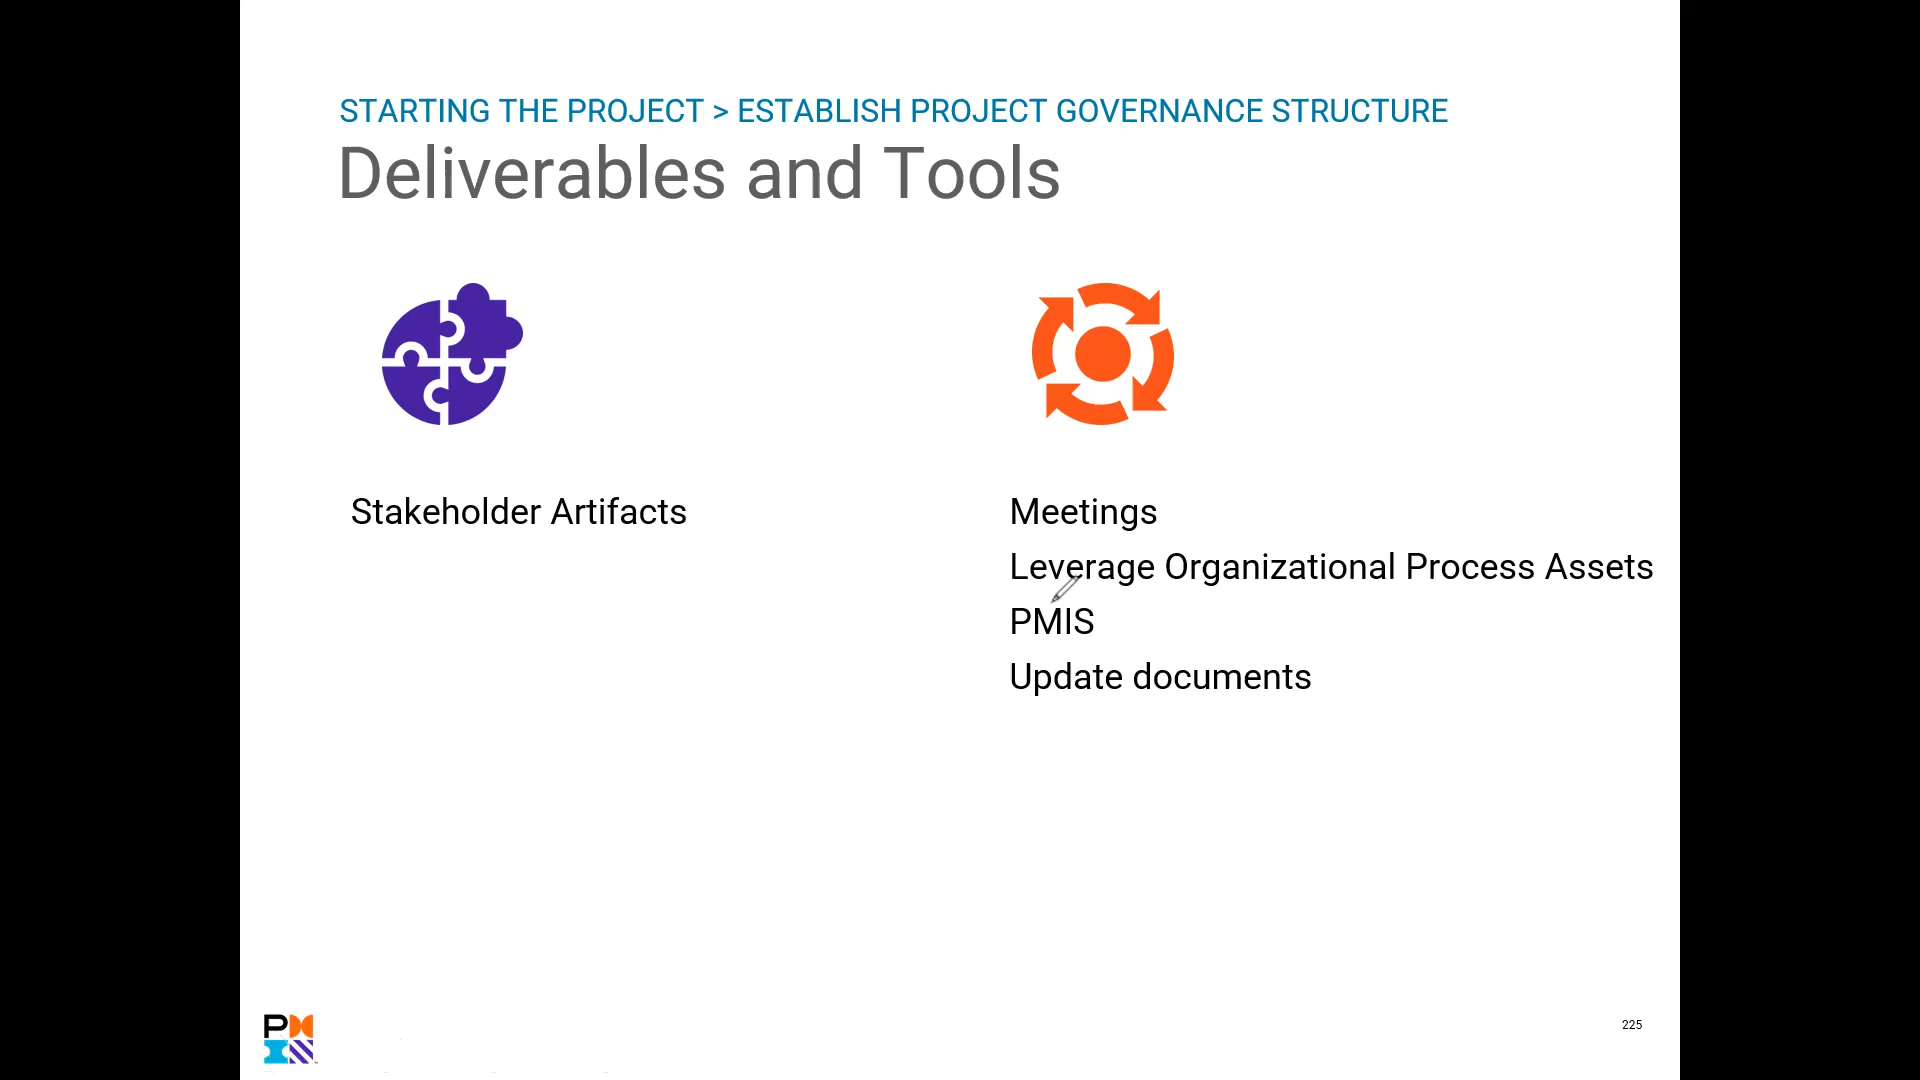 STARTING THE PROJECT > ESTABLISH PROJECT GOVERNANCE STRUCTURE
Deliverables and Tools
Stakeholder Artifacts
Meetings
Leverage Organizational Process Assets
PMIS
Update documents
225